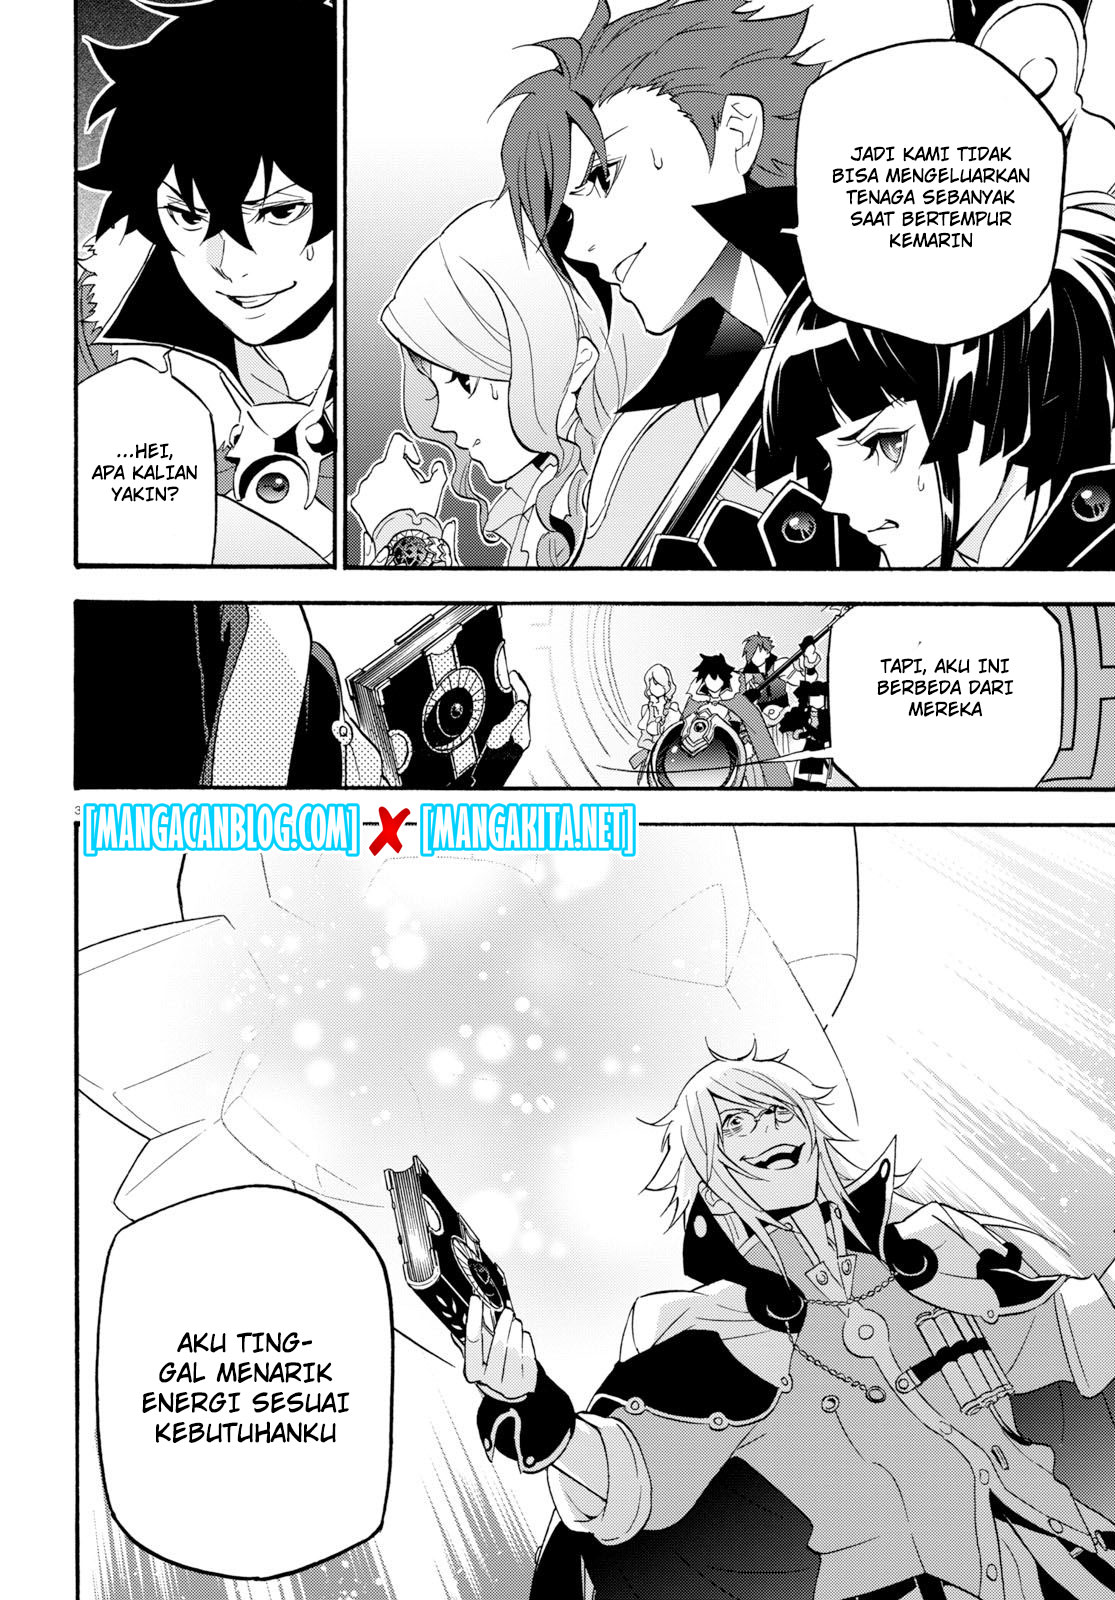 JADI KAMI TIDAK
BISA MENGELUARKAN
TENAGA SEBANYAK
SAAT BERTEMPUR
KEMARIN
...HEI,
APA KALIAN
YAKIN?
TAPI, AKU INI
BERBEDA DARI
MEREKA
3
[MANGACANBLOG.COM] X [MANGAKITA.NET]
AKU TING-
GAL MENARIK
ENERGI SESUAI
KEBUTUHANKU